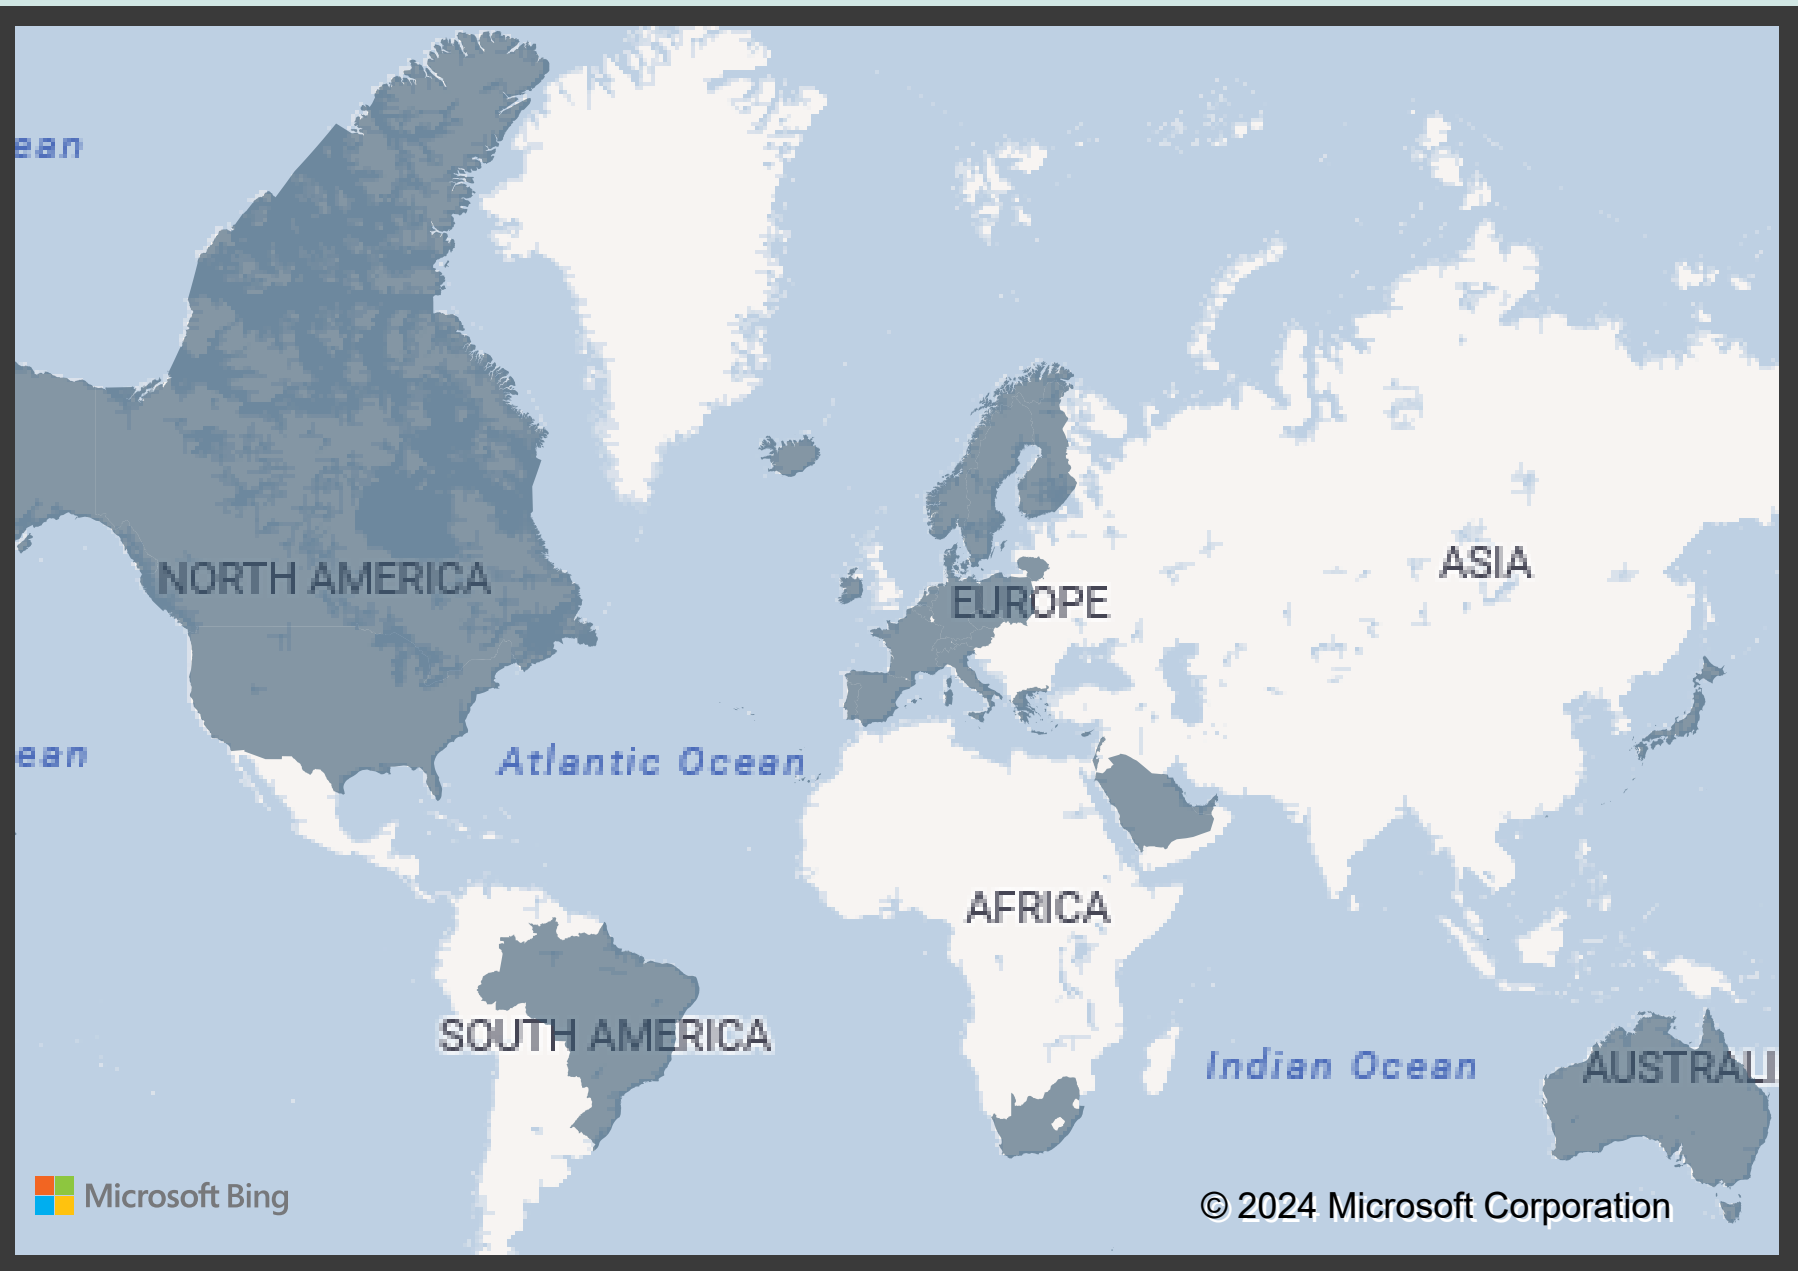 ean
NORTH AMERICA
EUROPE
ASIA
ean
Atlantic Ocean
AFRICA
SOUTH AMERICA
Indian Ocean
AUSTRALI
Microsoft Bing
© 2024 Microsoft Corporation